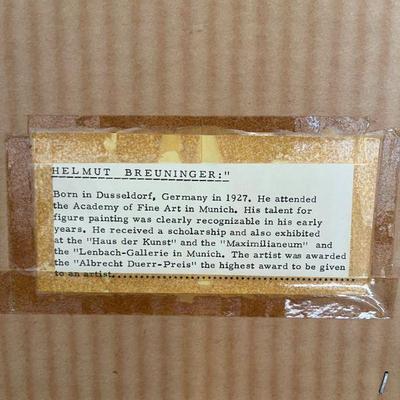 HELMUT BREUNINGER:"
Born in Dusseldorf, Germany in 1927. He attended
the Academy of Fine Art in Munich. His talent for
figure painting was clearly recognizable in his early
years. He received a scholarship and also exhibited
at the "Haus der Kunst" and the "Maximilianeum" and
the "Lenbach-Gallerie in Munich. The artist was awarded
the "Albrecht Duerr-Preis" the highest award to be given
to an artist.